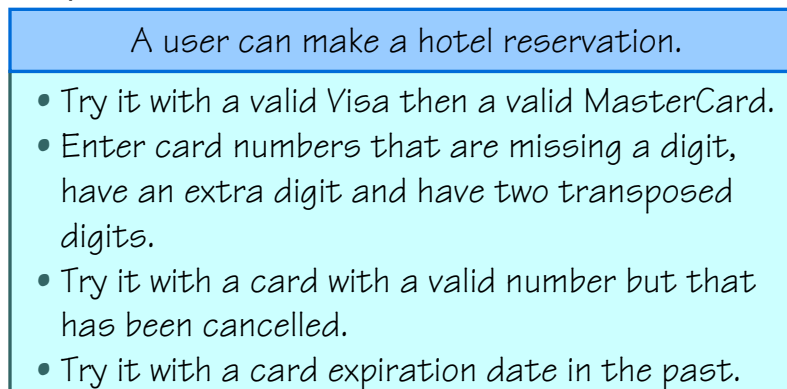 A user can make a hotel reservation.
• Try it with a valid Visa then a valid MasterCard.
• Enter card numbers that are missing a digit,
have an extra digit and have two transposed
digits.
• Try it with a card with a valid number but that
has been cancelled.
• Try it with a card expiration date in the past.